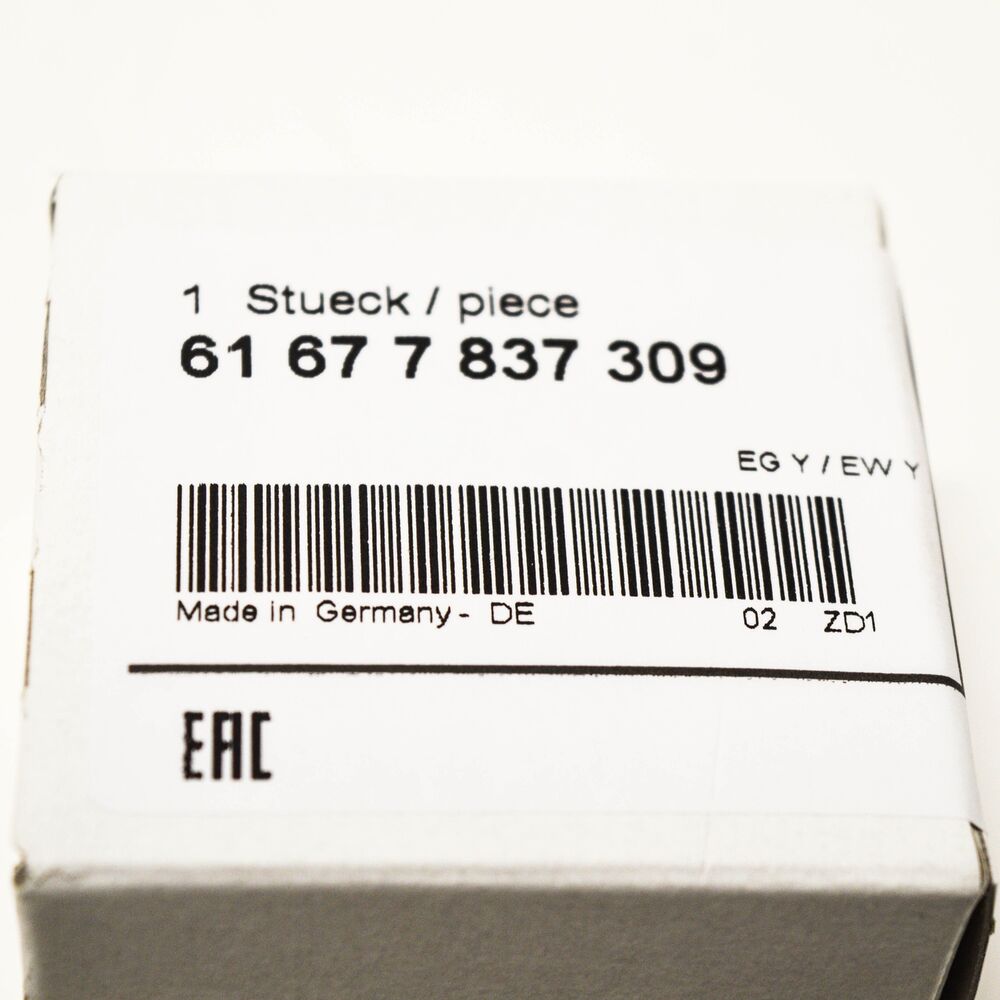 1 Stueck / piece
61 67 7 837 309
EG Y / EW Y
Made in Germany - DE 02 ZD1
EAC